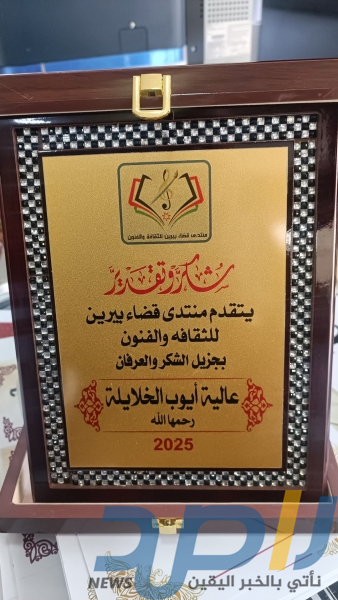 منتدى قضاء بيرين للثقافة والفنون
شكر وتقدير
يتقدم منتدى قضاء بيرين
للثقافه والفنون
بجزيل الشكر والعرفان
عالية أيوب الخلايلة
رحمها الله
2025
رصد
نأتي بالخبر اليقين
NEWS